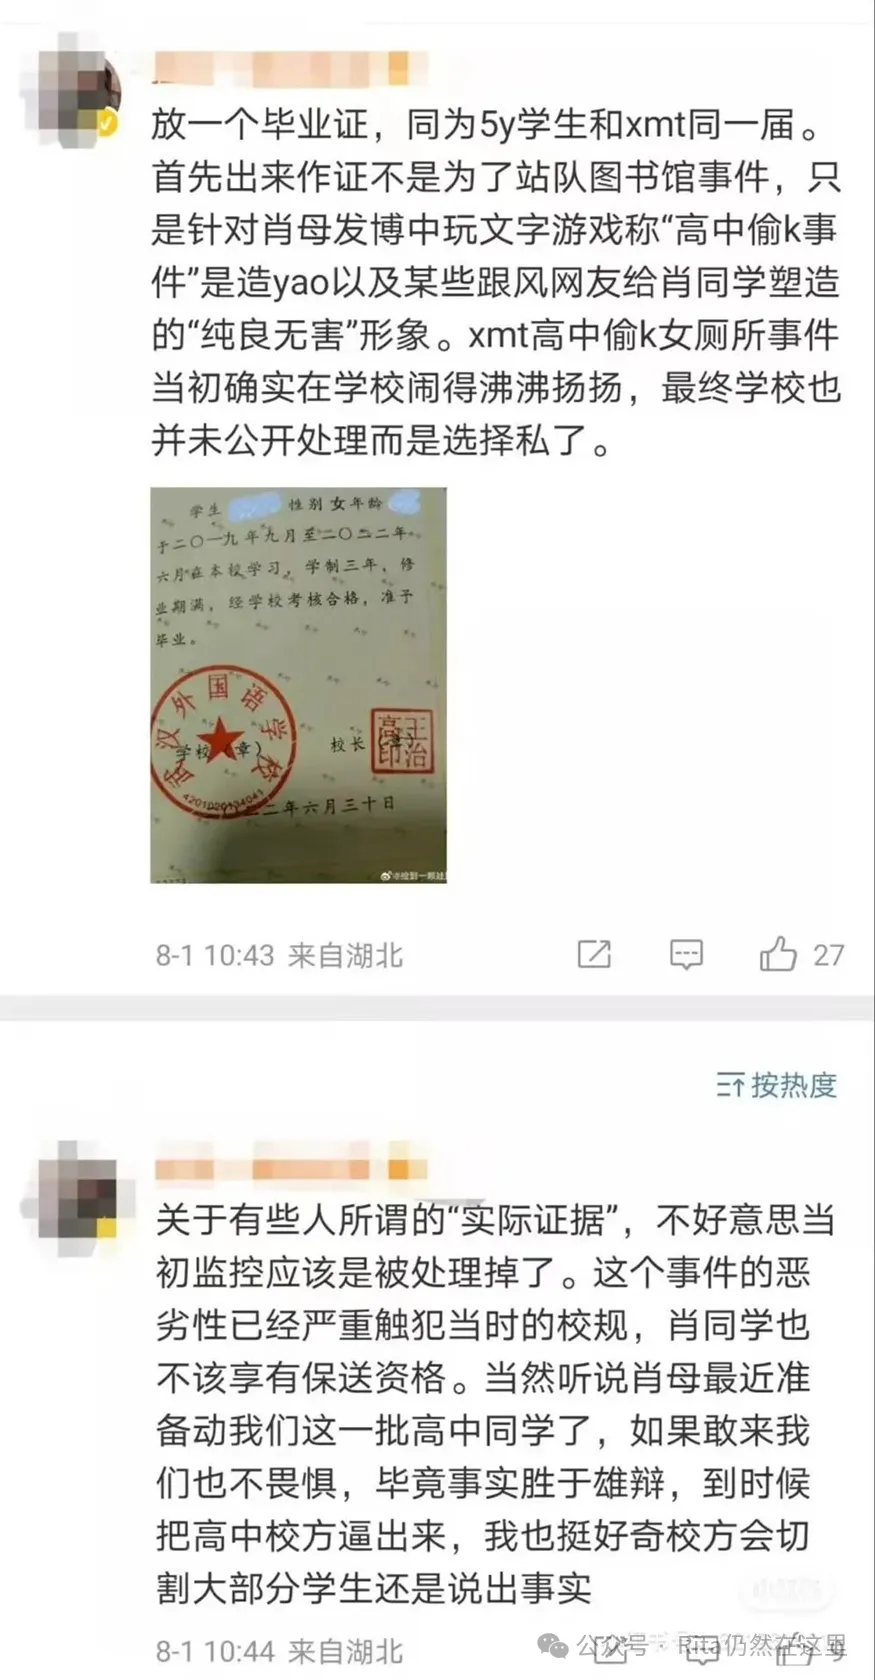 放一个毕业证，同为5y学生和xmt同一届。
首先出来作证不是为了站队图书馆事件，只
是针对肖母发博中玩文字游戏称“高中偷k事
件”是造yao以及某些跟风网友给肖同学塑造
的“纯良无害”形象。xmt高中偷k女厕所事件
当初确实在学校闹得沸沸扬扬，最终学校也
并未公开处理而是选择私了。
学生 性别女年龄
于二〇一九年九月至二〇二二年
六月在本校学习，学制三年，修
业期满，经学校考核合格，准予
毕业。
武汉外国语学校
学校（章）
校长（章）
王治高印
二年六月三十日
8-1 10:43 来自湖北
27
按热度
关于有些人所谓的“实际证据”，不好意思当
初监控应该是被处理掉了。这个事件的恶
劣性已经严重触犯当时的校规，肖同学也
不该享有保送资格。当然听说肖母最近准
备动我们这一批高中同学了，如果敢来我
们也不畏惧，毕竟事实胜于雄辩，到时候
把高中校方逼出来，我也挺好奇校方会切
割大部分学生还是说出事实
8-1 10:44 来自湖北
9
公众号 · Rita仍然在这里